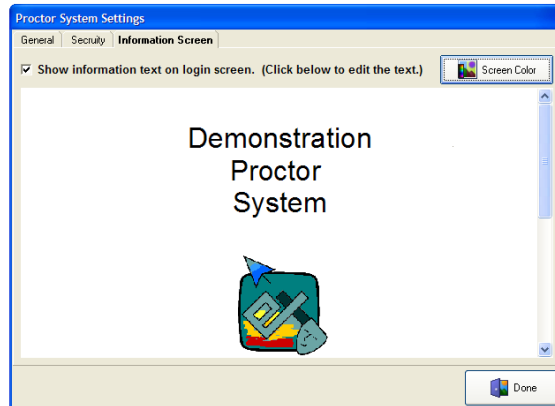 Proctor System Settings
General Secruity Information Screen
Show information text on login screen. (Click below to edit the text.) Screen Color
Demonstration
Proctor
System
Done